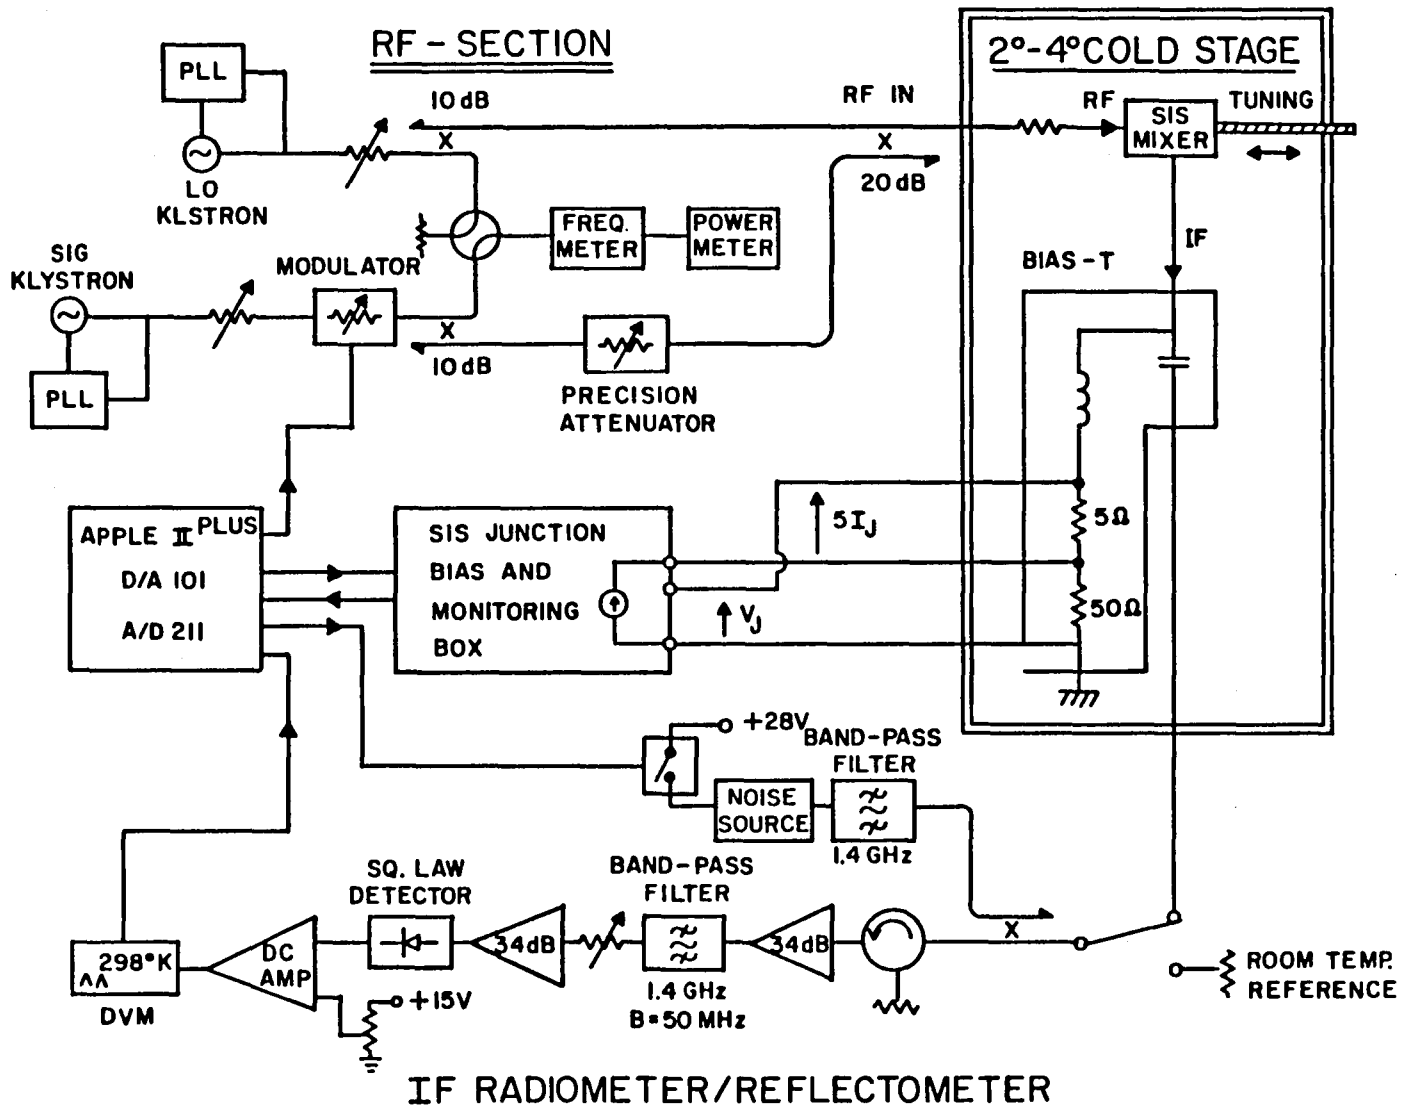 RF-SECTION
2°-4°COLD STAGE
PLL
10 dB
RF IN
RF
TUNING
SIS
MIXER
X
X
LO
KLSTRON
20 dB
FREQ.
METER
POWER
METER
SIG
KLYSTRON
MODULATOR
IF
BIAS-T
X
10 dB
PLL
PRECISION
ATTENUATOR
APPLE II PLUS
D/A 101
A/D 211
SIS JUNCTION
BIAS AND
MONITORING
BOX
5IJ
VJ
5Ω
50Ω
+28V
BAND-PASS
FILTER
NOISE
SOURCE
1.4 GHz
SQ. LAW
DETECTOR
BAND-PASS
FILTER
X
34dB
34dB
DC
AMP
298°K
DVM
+15V
1.4 GHz
B=50 MHz
ROOM TEMP.
REFERENCE
IF RADIOMETER/REFLECTOMETER